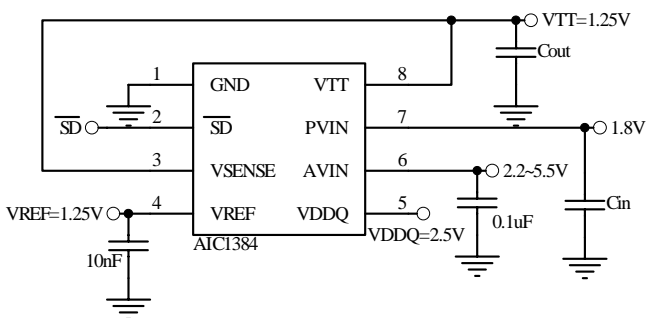 VTT=1.25V
Cout
1 GND VTT 8
SD 2 SD PVIN 7 1.8V
3 VSENSE AVIN 6 2.2~5.5V
VREF=1.25V 4 VREF VDDQ 5
0.1uF
Cin
VDDQ=2.5V
AIC1384
10nF